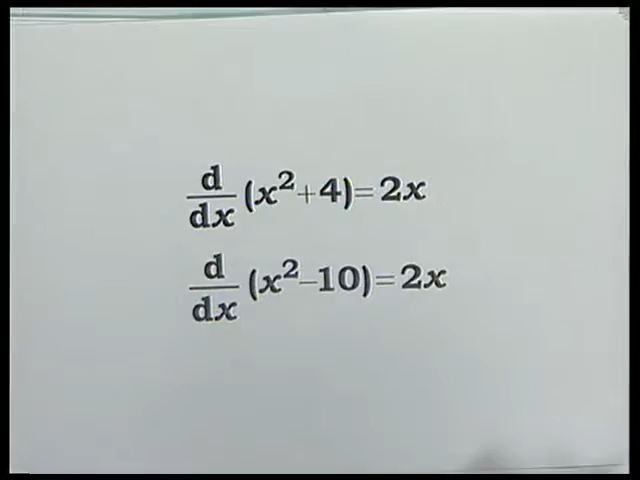 d/dx (x²+4)=2x
d/dx (x²–10)=2x